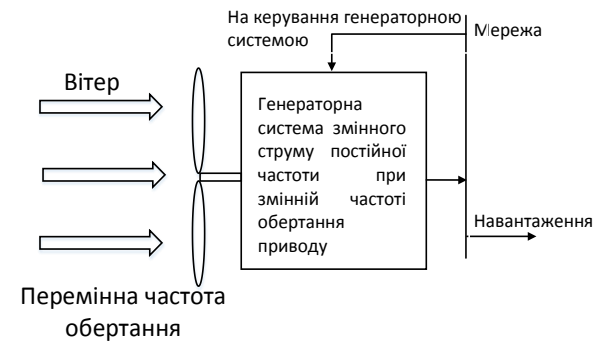 На керування генераторною
системою
Мережа
Вітер
Генераторна
система змінного
струму постійної
частоти при
змінній частоті
обертання
приводу
Навантаження
Перемінна частота
обертання